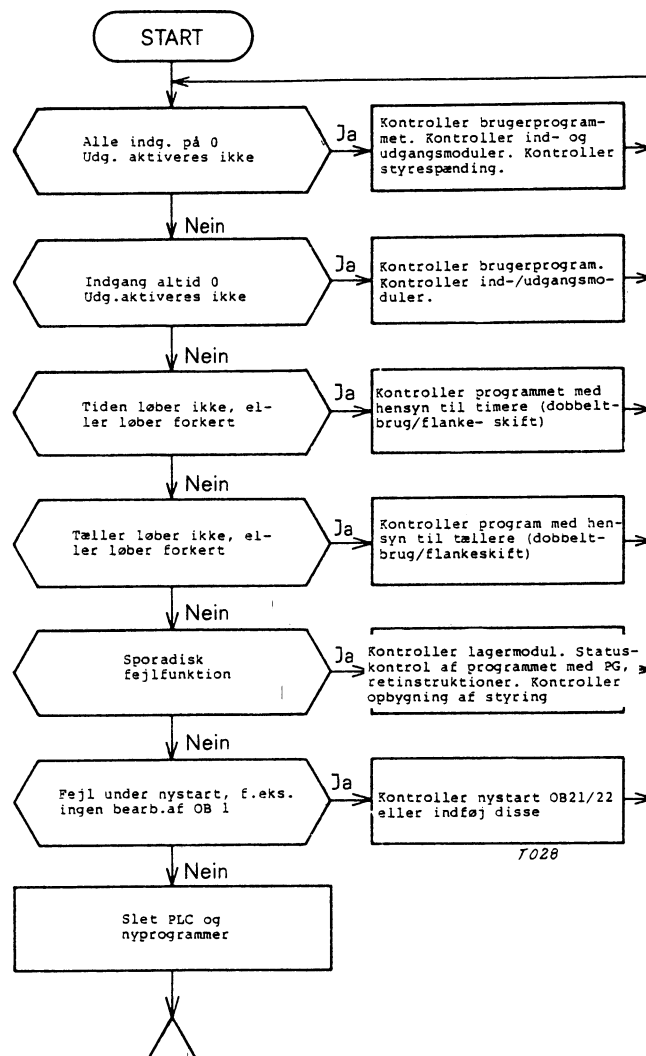 START
Alle indg. på 0
Udg. aktiveres ikke
Ja
Kontroller brugerprogram-
met. Kontroller ind- og
udgangsmoduler. Kontroller
styrespænding.
Nein
Indgang altid 0
Udg.aktiveres ikke
Ja
Kontroller brugerprogram.
Kontroller ind-/udgangsmo-
duler.
Nein
Tiden løber ikke, el-
ler løber forkert
Ja
Kontroller programmet med
hensyn til timere (dobbelt-
brug/flanke- skift)
Nein
Tæller løber ikke, el-
ler løber forkert
Ja
Kontroller program med hen-
syn til tællere (dobbelt-
brug/flankeskift)
Nein
Sporadisk
fejlfunktion
Ja
Kontroller lagermodul. Status-
kontrol af programmet med PG,
retinstruktioner. Kontroller
opbygning af styring
Nein
Fejl under nystart, f.eks.
ingen bearb.af OB 1
Ja
Kontroller nystart OB21/22
eller indføj disse
T028
Nein
Slet PLC og
nyprogrammer